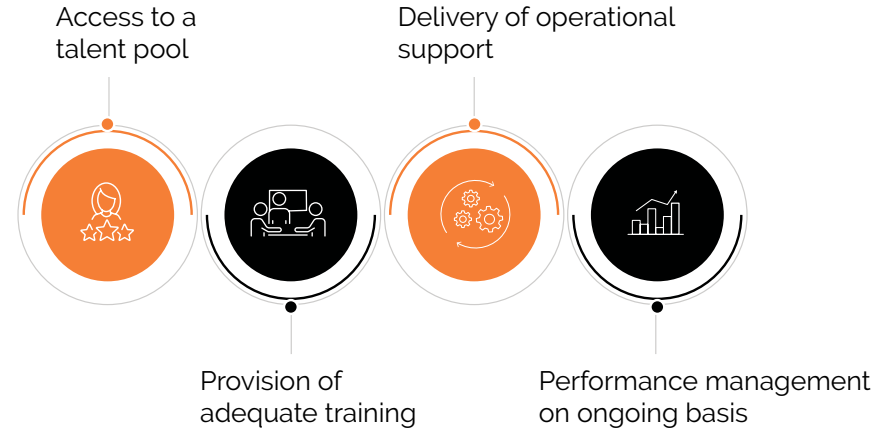 Access to a
talent pool
Delivery of operational
support
Provision of
adequate training
Performance management
on ongoing basis